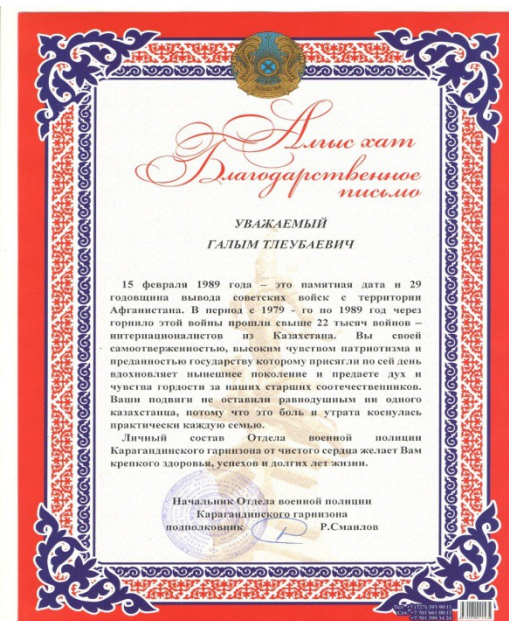 Алғыс хат
Благодарственное
письмо
УВАЖАЕМЫЙ
ГАЛЫМ ТЛЕУБАЕВИЧ
15 февраля 1989 года – это памятная дата и 29
годовщина вывода советских войск с территории
Афганистана. В период с 1979 - го по 1989 год через
горнило этой войны прошли свыше 22 тысяч войнов –
интернационалистов из Казахстана. Вы своей
самоотверженностью, высоким чувством патриотизма и
преданностью государству которому присягли по сей день
вдохновляет нынешнее поколение и предаете дух и
чувства гордости за наших старших соотечественников.
Ваши подвиги не оставили равнодушным ни одного
казахстанца, потому что это боль и утрата коснулась
практически каждую семью.
Личный состав Отдела военной полиции
Карагандинского гарнизона от чистого сердца желает Вам
крепкого здоровья, успехов и долгих лет жизни.
Начальник Отдела военной полиции
Карагандинского гарнизона
подполковник Р.Смаилов